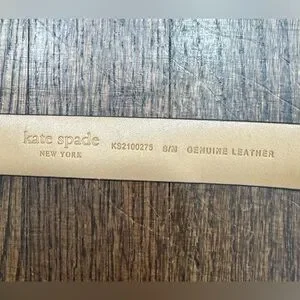 kate spade
NEW YORK
KS2100275 S/M GENUINE LEATHER